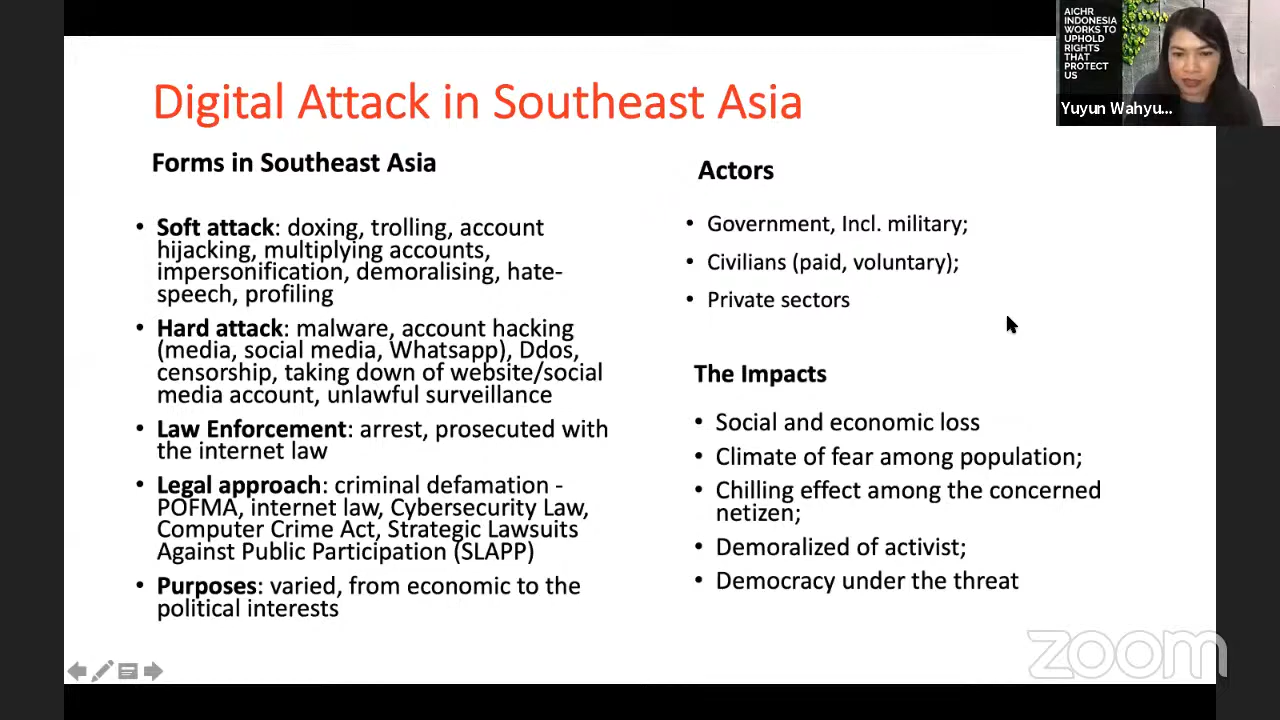 Digital Attack in Southeast Asia
Forms in Southeast Asia
• Soft attack: doxing, trolling, account
hijacking, multiplying accounts,
impersonification, demoralising, hate-
speech, profiling
• Hard attack: malware, account hacking
(media, social media, Whatsapp), Ddos,
censorship, taking down of website/social
media account, unlawful surveillance
• Law Enforcement: arrest, prosecuted with
the internet law
• Legal approach: criminal defamation -
POFMA, internet law, Cybersecurity Law,
Computer Crime Act, Strategic Lawsuits
Against Public Participation (SLAPP)
• Purposes: varied, from economic to the
political interests
Actors
• Government, Incl. military;
• Civilians (paid, voluntary);
• Private sectors
The Impacts
• Social and economic loss
• Climate of fear among population;
• Chilling effect among the concerned
netizen;
• Demoralized of activist;
• Democracy under the threat
AICHR
INDONESIA
WORKS TO
UPHOLD
RIGHTS
THAT
PROTECT
US
Yuyun Wahyu...
zoom